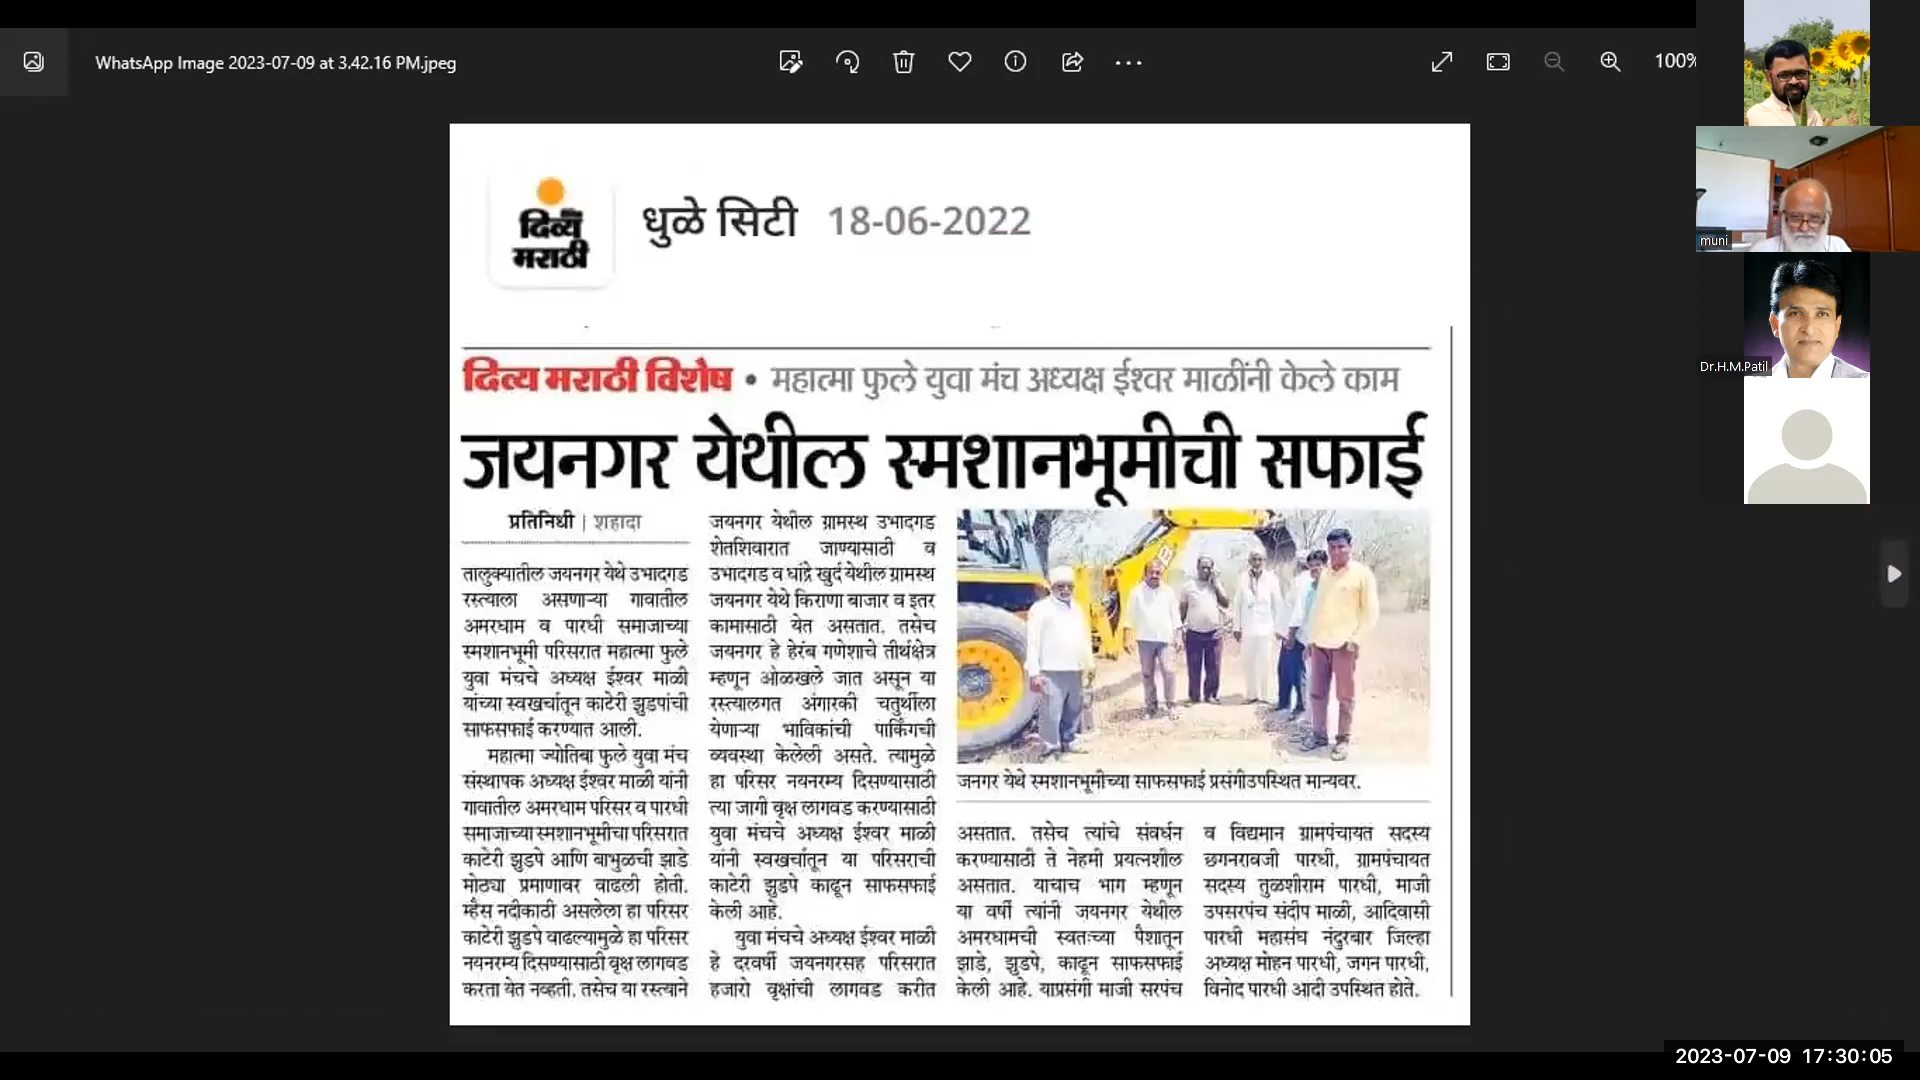 WhatsApp Image 2023-07-09 at 3.42.16 PM.jpeg
100%
muni
Dr.H.M.Patil
दिव्य
मराठी
धुळे सिटी 18-06-2022
दिव्य मराठी विशेष • महात्मा फुले युवा मंच अध्यक्ष ईश्वर माळींनी केले काम
जयनगर येथील स्मशानभूमीची सफाई
प्रतिनिधी | शहादा
तालुक्यातील जयनगर येथे उभादगड
रस्त्याला असणाऱ्या गावातील
अमरधाम व पारधी समाजाच्या
स्मशानभूमी परिसरात महात्मा फुले
युवा मंचचे अध्यक्ष ईश्वर माळी
यांच्या स्वखर्चातून काटेरी झुडपांची
साफसफाई करण्यात आली.
महात्मा ज्योतिबा फुले युवा मंच
संस्थापक अध्यक्ष ईश्वर माळी यांनी
गावातील अमरधाम परिसर व पारधी
समाजाच्या स्मशानभूमीचा परिसरात
काटेरी झुडपे आणि बाभुळची झाडे
मोठ्या प्रमाणावर वाढली होती.
म्हैस नदीकाठी असलेला हा परिसर
काटेरी झुडपे वाढल्यामुळे हा परिसर
नयनरम्य दिसण्यासाठी वृक्ष लागवड
करता येत नव्हती. तसेच या रस्त्याने
जयनगर येथील ग्रामस्थ उभादगड
शेतशिवारात जाण्यासाठी व
उभादगड व धांद्रे खुर्द येथील ग्रामस्थ
जयनगर येथे किराणा बाजार व इतर
कामासाठी येत असतात. तसेच
जयनगर हे हेरंब गणेशाचे तीर्थक्षेत्र
म्हणून ओळखले जात असून या
रस्त्यालगत अंगारकी चतुर्थीला
येणाऱ्या भाविकांची पार्किंगची
व्यवस्था केलेली असते. त्यामुळे
हा परिसर नयनरम्य दिसण्यासाठी
त्या जागी वृक्ष लागवड करण्यासाठी
युवा मंचचे अध्यक्ष ईश्वर माळी
यांनी स्वखर्चातून या परिसराची
काटेरी झुडपे काढून साफसफाई
केली आहे.
युवा मंचचे अध्यक्ष ईश्वर माळी
हे दरवर्षी जयनगरसह परिसरात
हजारो वृक्षांची लागवड करीत
जनगर येथे स्मशानभूमीच्या साफसफाई प्रसंगीउपस्थित मान्यवर.
असतात. तसेच त्यांचे संवर्धन
करण्यासाठी ते नेहमी प्रयत्नशील
असतात. याचाच भाग म्हणून
या वर्षी त्यांनी जयनगर येथील
अमरधामची स्वतःच्या पैशातून
झाडे, झुडपे, काढून साफसफाई
केली आहे. याप्रसंगी माजी सरपंच
व विद्यमान ग्रामपंचायत सदस्य
छगनरावजी पारधी, ग्रामपंचायत
सदस्य तुळशीराम पारधी, माजी
उपसरपंच संदीप माळी, आदिवासी
पारधी महासंघ नंदुरबार जिल्हा
अध्यक्ष मोहन पारधी, जगन पारधी,
विनोद पारधी आदी उपस्थित होते.
2023-07-09 17:30:05